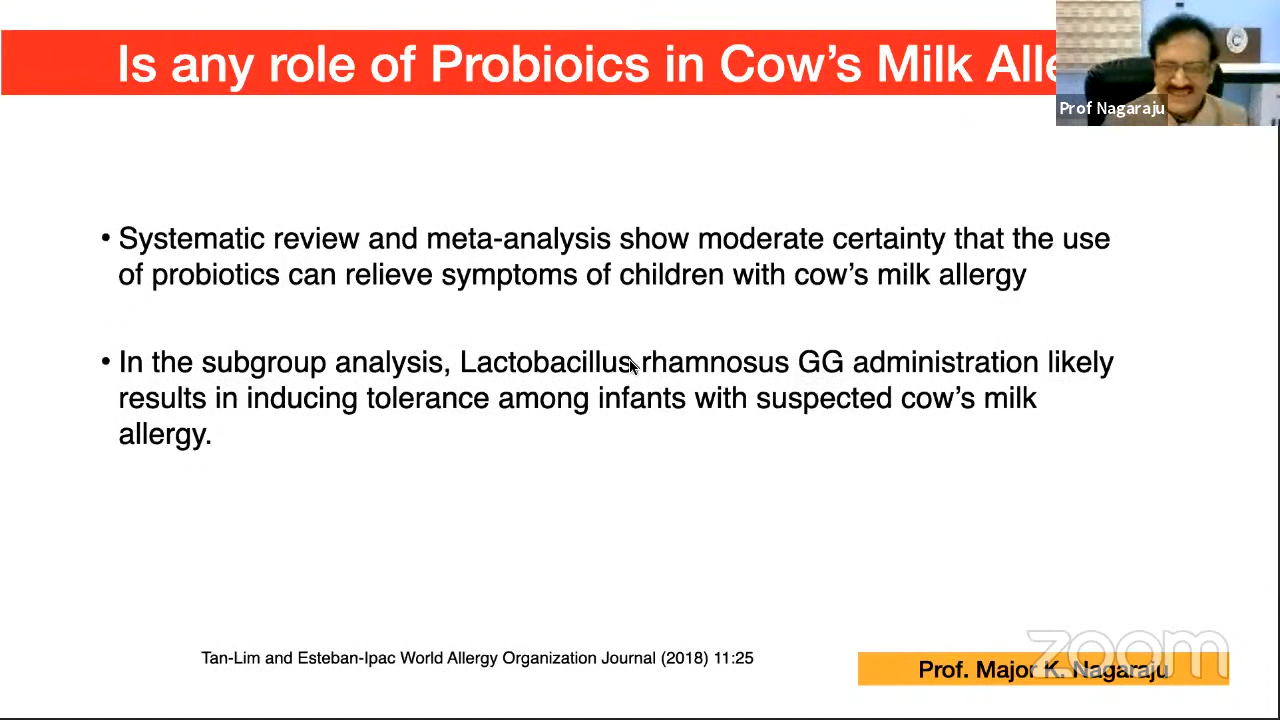 Is any role of Probioics in Cow's Milk Alle
Prof Nagaraju
• Systematic review and meta-analysis show moderate certainty that the use
of probiotics can relieve symptoms of children with cow's milk allergy
• In the subgroup analysis, Lactobacillus rhamnosus GG administration likely
results in inducing tolerance among infants with suspected cow's milk
allergy.
Tan-Lim and Esteban-Ipac World Allergy Organization Journal (2018) 11:25
zoom
Prof. Major K. Nagaraju